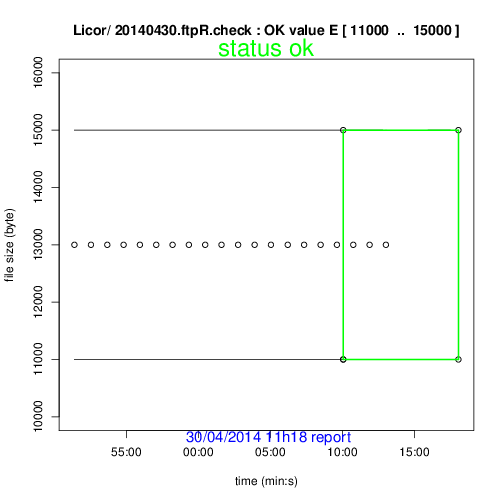 Licor/ 20140430.ftpR.check : OK value E [ 11000 .. 15000 ]
status ok
16000
15000
14000
13000
12000
11000
10000
file size (byte)
30/04/2014 11h18 report
55:00 00:00 05:00 10:00 15:00
time (min:s)